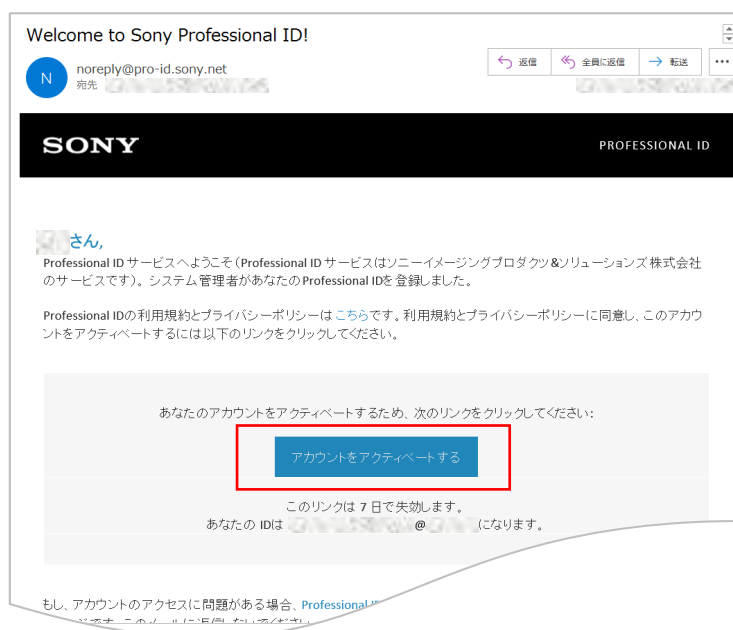 Welcome to Sony Professional ID!
N
noreply@pro-id.sony.net
宛先
返信
全員に返信
転送
SONY
PROFESSIONAL ID
さん,
Professional ID サービスへようこそ(Professional ID サービスはソニーイメージングプロダクツ&ソリューションズ株式会社
のサービスです)。システム管理者があなたのProfessional IDを登録しました。
Professional IDの利用規約とプライバシーポリシーはこちらです。利用規約とプライバシーポリシーに同意し、このアカウ
ントをアクティベートするには以下のリンクをクリックしてください。
あなたのアカウントをアクティベートするため、次のリンクをクリックしてください:
アカウントをアクティベートする
このリンクは 7 日で失効します。
あなたの IDは @ になります。
もし、アカウントのアクセスに問題がある場合、Professional